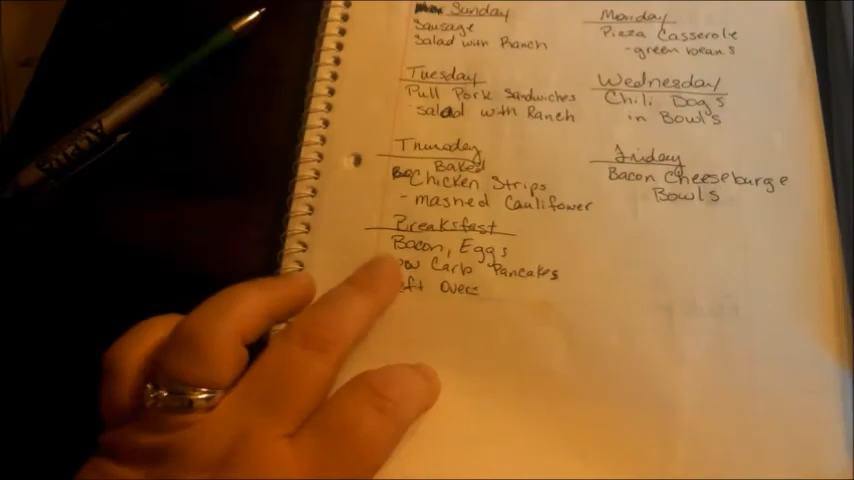 Sunday
Sausage
Salad with Ranch
Monday
Pizza Casserole
- green beans
Tuesday
Pull Pork Sandwiches
- salad with Ranch
Wednesday
Chili Dogs
in Bowls
Thursday
Baked
Chicken Strips
- mashed Cauliflower
Friday
Bacon Cheeseburge
Bowls
Breakfast
Bacon, Eggs
ow Carb Pancakes
eft Over